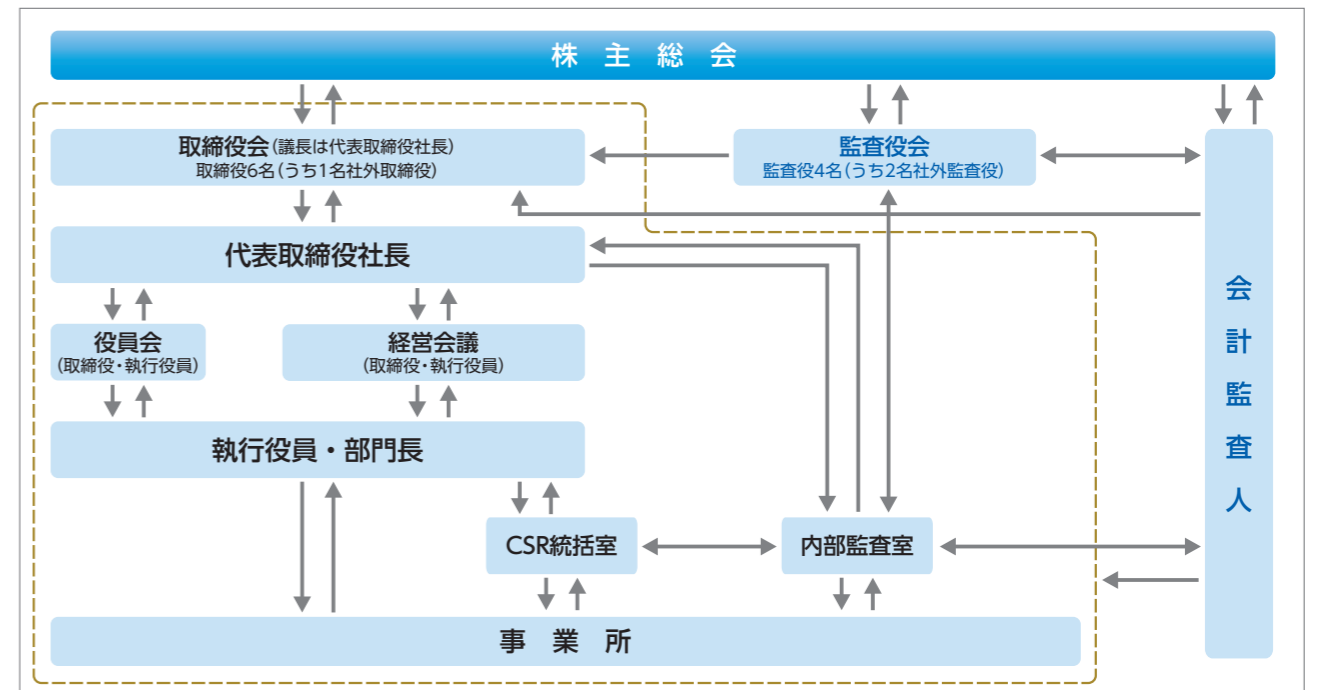 株主総会
取締役会(議長は代表取締役社長)
取締役6名(うち1名社外取締役)
監査役会
監査役4名(うち2名社外監査役)
代表取締役社長
役員会
(取締役・執行役員)
経営会議
(取締役・執行役員)
会計監査人
執行役員・部門長
CSR統括室
内部監査室
事業所